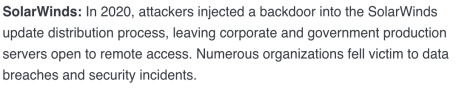 SolarWinds: In 2020, attackers injected a backdoor into the SolarWinds
update distribution process, leaving corporate and government production
servers open to remote access. Numerous organizations fell victim to data
breaches and security incidents.